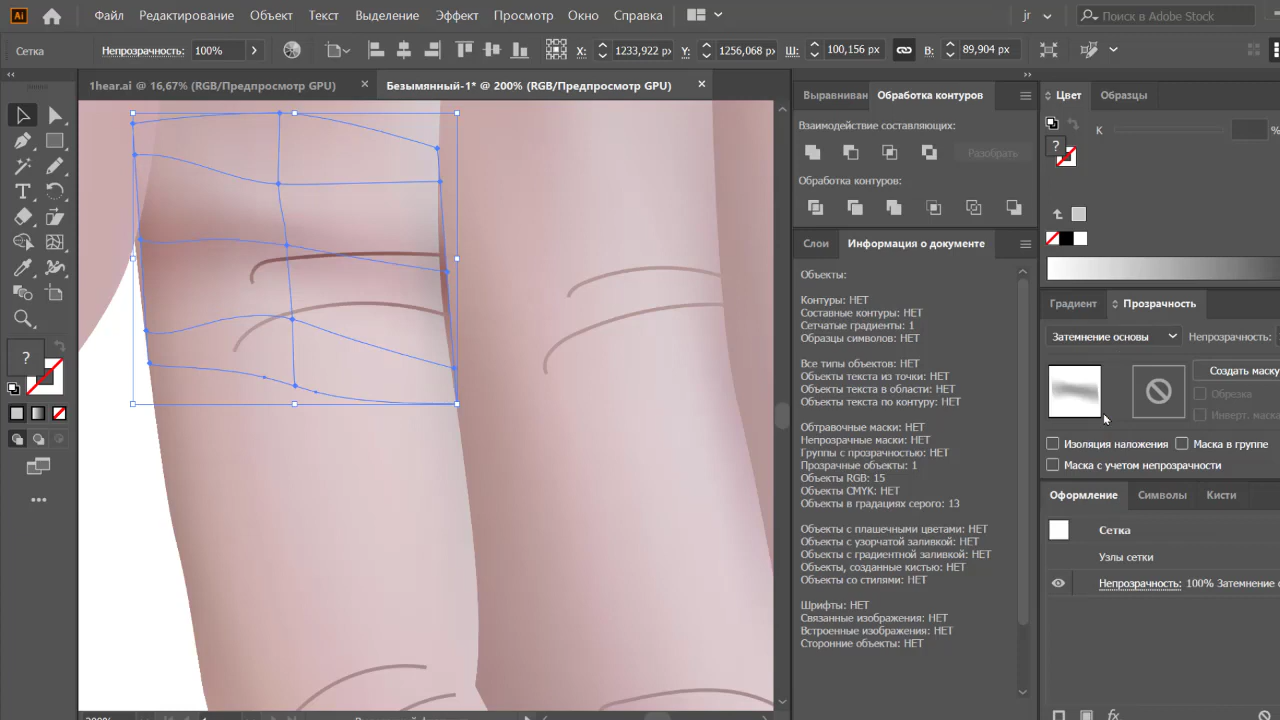 Ai Файл Редактирование Объект Текст Выделение Эффект Просмотр Окно Справка jr Поиск в Adobe Stock
Сетка Непрозрачность: 100% X: 1233,922 px Y: 1256,068 px Ш: 100,156 px В: 89,904 px
1hear.ai @ 16,67% (RGB/Предпросмотр GPU) Безымянный-1* @ 200% (RGB/Предпросмотр GPU)
Выравниван Обработка контуров
Взаимодействие составляющих:
Разобрать
Обработка контуров:
Слои Информация о документе
Объекты:
Контуры: НЕТ
Составные контуры: НЕТ
Сетчатые градиенты: 1
Образцы символов: НЕТ
Все типы объектов: НЕТ
Объекты текста из точки: НЕТ
Объекты текста в области: НЕТ
Объекты текста по контуру: НЕТ
Обтравочные маски: НЕТ
Непрозрачные маски: НЕТ
Группы с прозрачностью: НЕТ
Прозрачные объекты: 1
Объекты RGB: 15
Объекты CMYK: НЕТ
Объекты в градациях серого: 13
Объекты с плашечными цветами: НЕТ
Объекты с узорчатой заливкой: НЕТ
Объекты с градиентной заливкой: НЕТ
Объекты, созданные кистью: НЕТ
Объекты со стилями: НЕТ
Шрифты: НЕТ
Связанные изображения: НЕТ
Встроенные изображения: НЕТ
Сторонние объекты: НЕТ
Цвет Образцы
K %
?
Градиент Прозрачность
Затемнение основы Непрозрачность:
Создать маску
Обрезка
Инверт. маска
Изоляция наложения Маска в группе
Маска с учетом непрозрачности
Оформление Символы Кисти
Сетка
Узлы сетки
Непрозрачность: 100% Затемнение о
fx
T
?